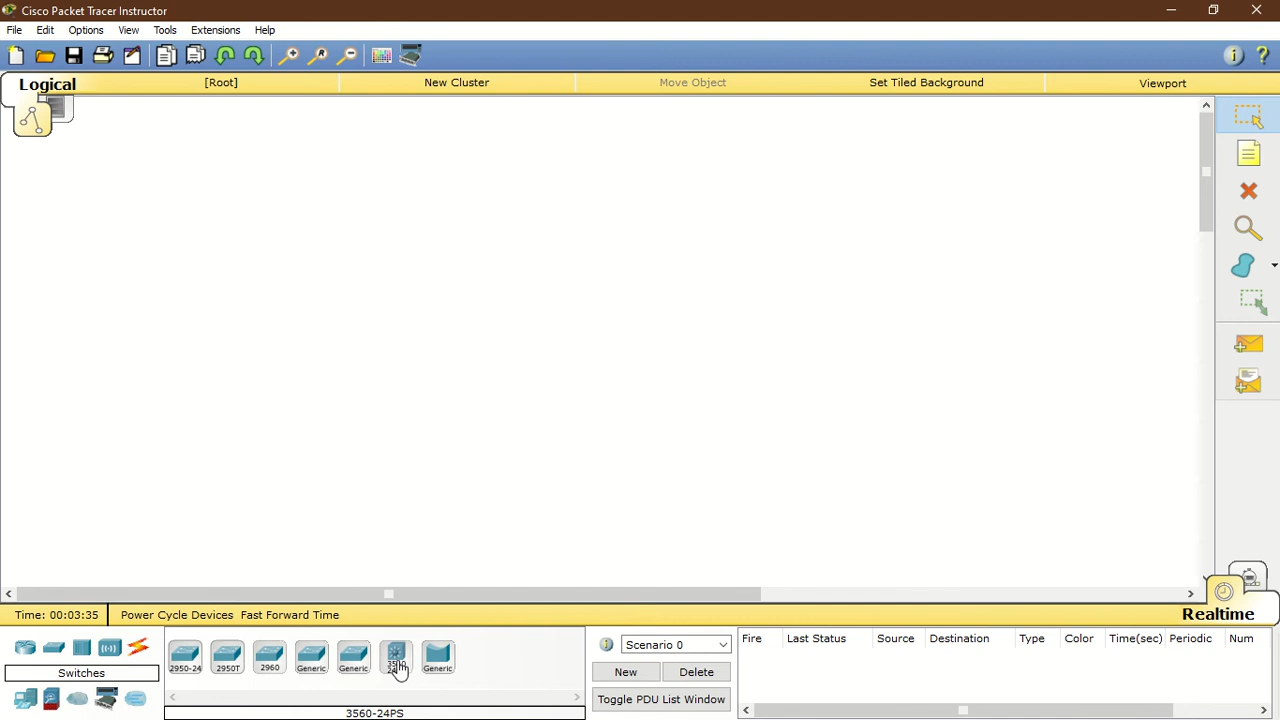 Cisco Packet Tracer Instructor
File Edit Options View Tools Extensions Help
Logical [Root] New Cluster Move Object Set Tiled Background Viewport
Time: 00:03:35 Power Cycle Devices Fast Forward Time Realtime
Switches
2950-24 2950T 2960 Generic Generic Generic
3560-24PS
Scenario 0
New Delete
Toggle PDU List Window
Fire Last Status Source Destination Type Color Time(sec) Periodic Num